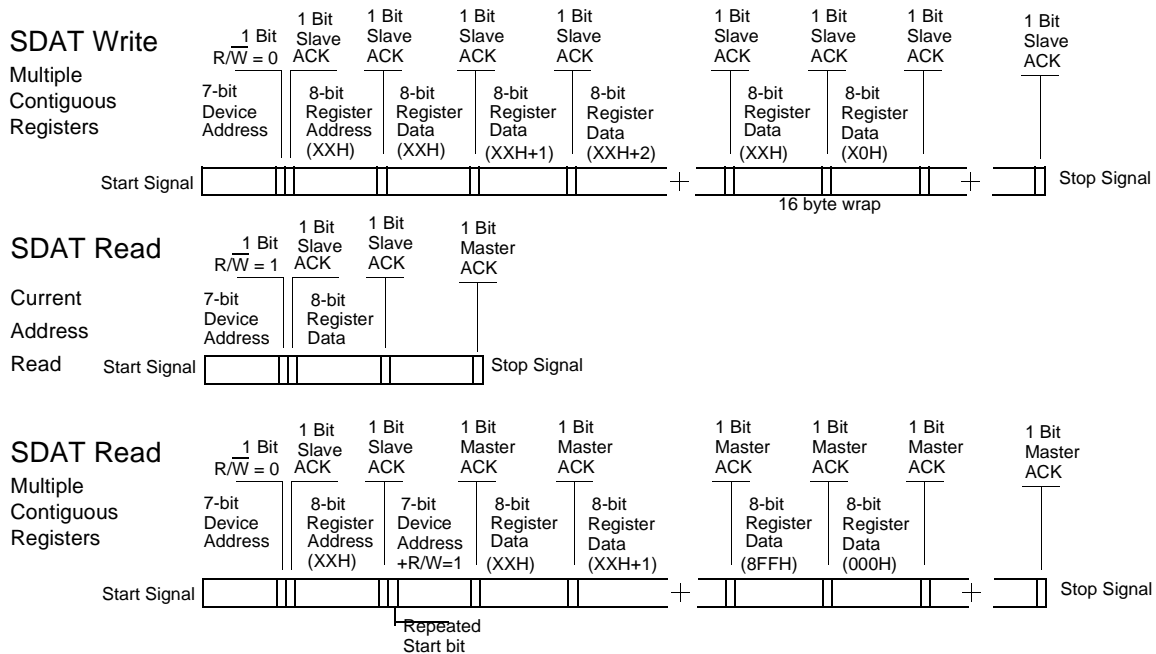 SDAT Write
Multiple
Contiguous
Registers
1 Bit
R/W = 0
1 Bit
Slave
ACK
1 Bit
Slave
ACK
1 Bit
Slave
ACK
1 Bit
Slave
ACK
1 Bit
Slave
ACK
1 Bit
Slave
ACK
1 Bit
Slave
ACK
1 Bit
Slave
ACK
7-bit
Device
Address
8-bit
Register
Address
(XXH)
8-bit
Register
Data
(XXH)
8-bit
Register
Data
(XXH+1)
8-bit
Register
Data
(XXH+2)
8-bit
Register
Data
(XXH)
8-bit
Register
Data
(X0H)
Start Signal
Stop Signal
16 byte wrap
SDAT Read
Current
Address
Read
1 Bit
R/W = 1
1 Bit
Slave
ACK
1 Bit
Slave
ACK
1 Bit
Master
ACK
7-bit
Device
Address
8-bit
Register
Data
Start Signal
Stop Signal
SDAT Read
Multiple
Contiguous
Registers
1 Bit
R/W = 0
1 Bit
Slave
ACK
1 Bit
Slave
ACK
1 Bit
Master
ACK
1 Bit
Master
ACK
1 Bit
Master
ACK
1 Bit
Master
ACK
1 Bit
Master
ACK
1 Bit
Master
ACK
7-bit
Device
Address
8-bit
Register
Address
(XXH)
7-bit
Device
Address
+R/W=1
8-bit
Register
Data
(XXH)
8-bit
Register
Data
(XXH+1)
8-bit
Register
Data
(8FFH)
8-bit
Register
Data
(000H)
Start Signal
Stop Signal
Repeated
Start bit